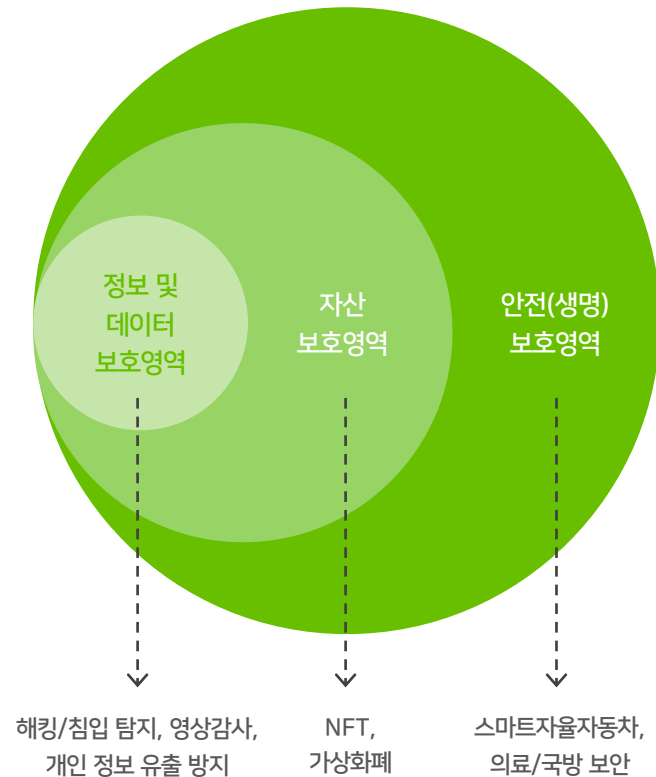 정보 및
데이터
보호영역
자산
보호영역
안전(생명)
보호영역
해킹/침입 탐지, 영상감사,
개인 정보 유출 방지
NFT,
가상화폐
스마트자율자동차,
의료/국방 보안